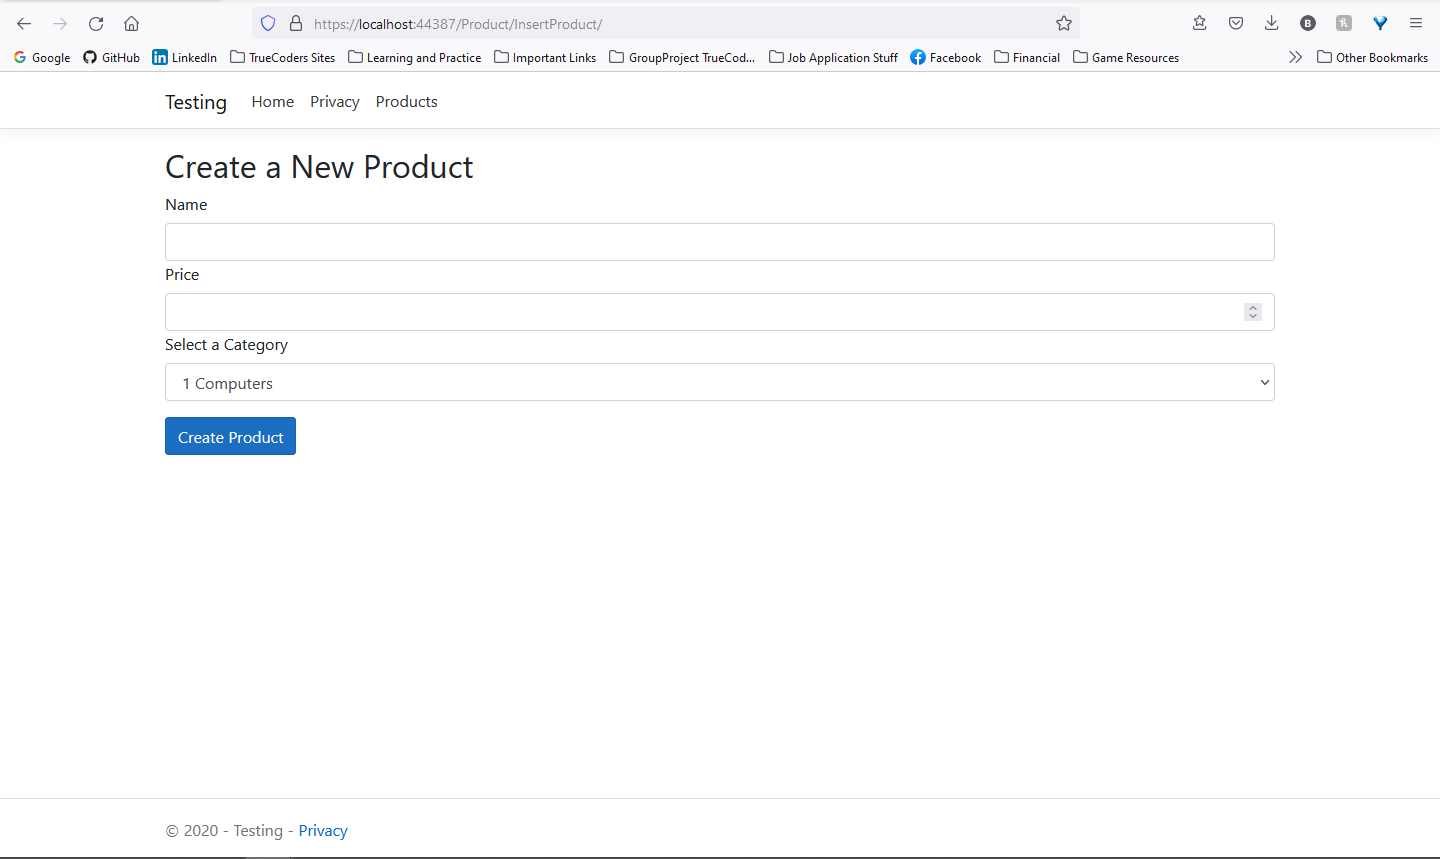 https://localhost:44387/Product/InsertProduct/
B
Google GitHub LinkedIn TrueCoders Sites Learning and Practice Important Links GroupProject TrueCod... Job Application Stuff Facebook Financial Game Resources Other Bookmarks
Testing Home Privacy Products
Create a New Product
Name
Price
Select a Category
1 Computers
Create Product
© 2020 - Testing - Privacy